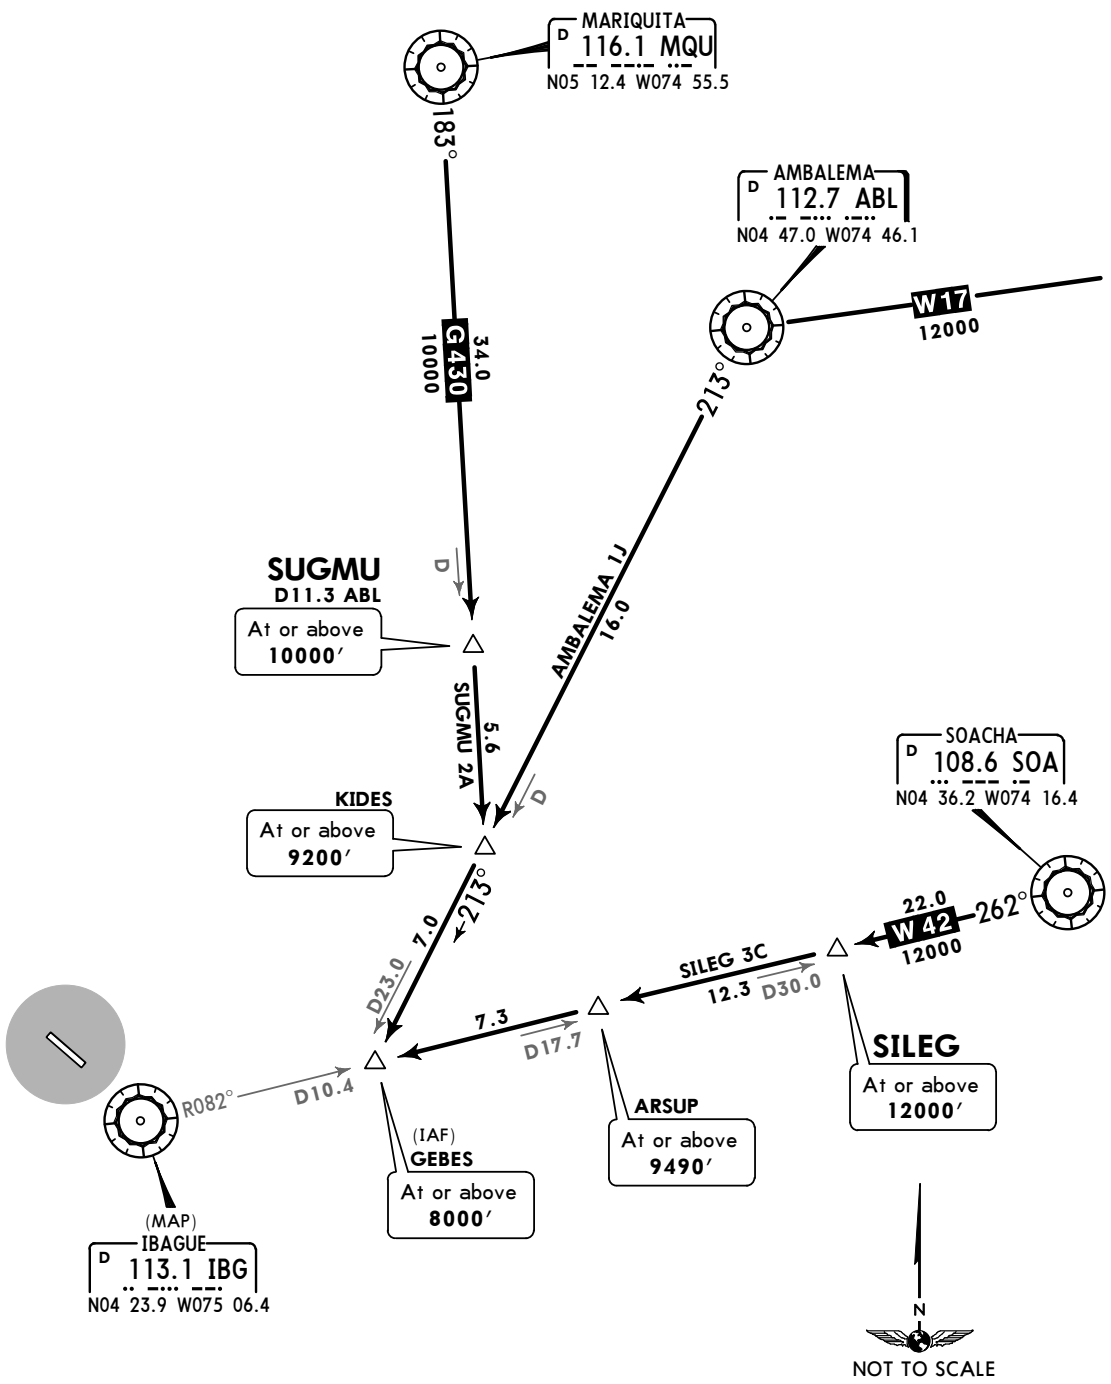 MARIQUITA
D 116.1 MQU
N05 12.4 W074 55.5
183°
AMBALEMA
D 112.7 ABL
N04 47.0 W074 46.1
W 17
12000
213°
G 430
34.0
10000
SUGMU
D11.3 ABL
At or above
10000′
D
AMBALEMA 1J
16.0
SUGMU 2A
5.6
D
KIDES
At or above
9200′
213°
7.0
D23.0
SOACHA
D 108.6 SOA
N04 36.2 W074 16.4
262°
22.0
W 42
12000
SILEG 3C
12.3
D30.0
7.3
D17.7
SILEG
At or above
12000′
ARSUP
At or above
9490′
R082°
D10.4
(IAF)
GEBES
At or above
8000′
(MAP)
IBAGUE
D 113.1 IBG
N04 23.9 W075 06.4
N
NOT TO SCALE